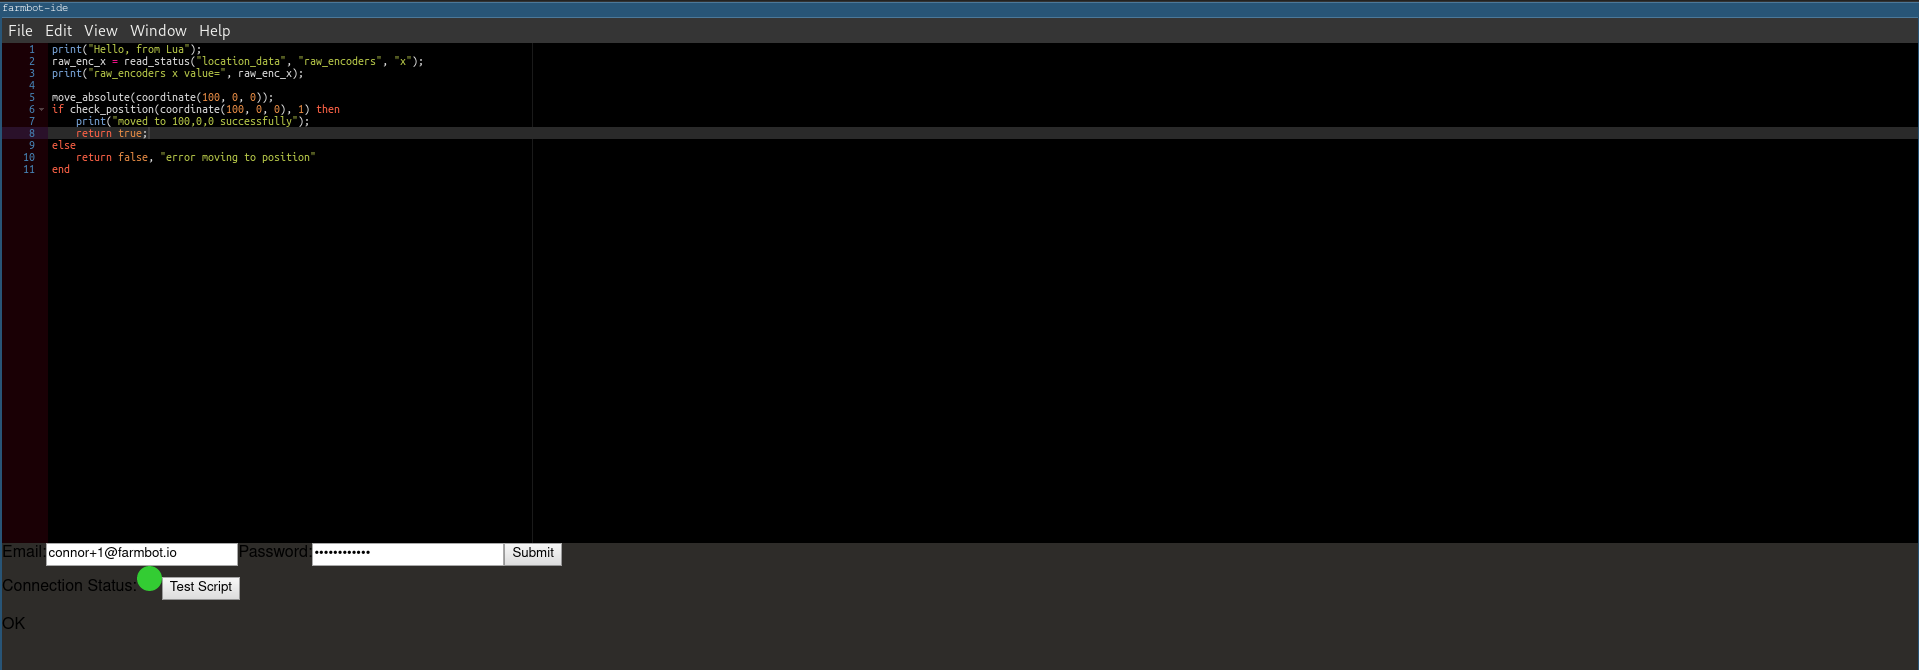 farmbot-ide
File Edit View Window Help
1 print("Hello, from Lua");
2 raw_enc_x = read_status("location_data", "raw_encoders", "x");
3 print("raw_encoders x value=", raw_enc_x);
4
5 move_absolute(coordinate(100, 0, 0));
6 if check_position(coordinate(100, 0, 0), 1) then
7     print("moved to 100,0,0 successfully");
8     return true;
9 else
10     return false, "error moving to position"
11 end
Email: connor+1@farmbot.io Password: •••••••••••• Submit
Connection Status: Test Script
OK